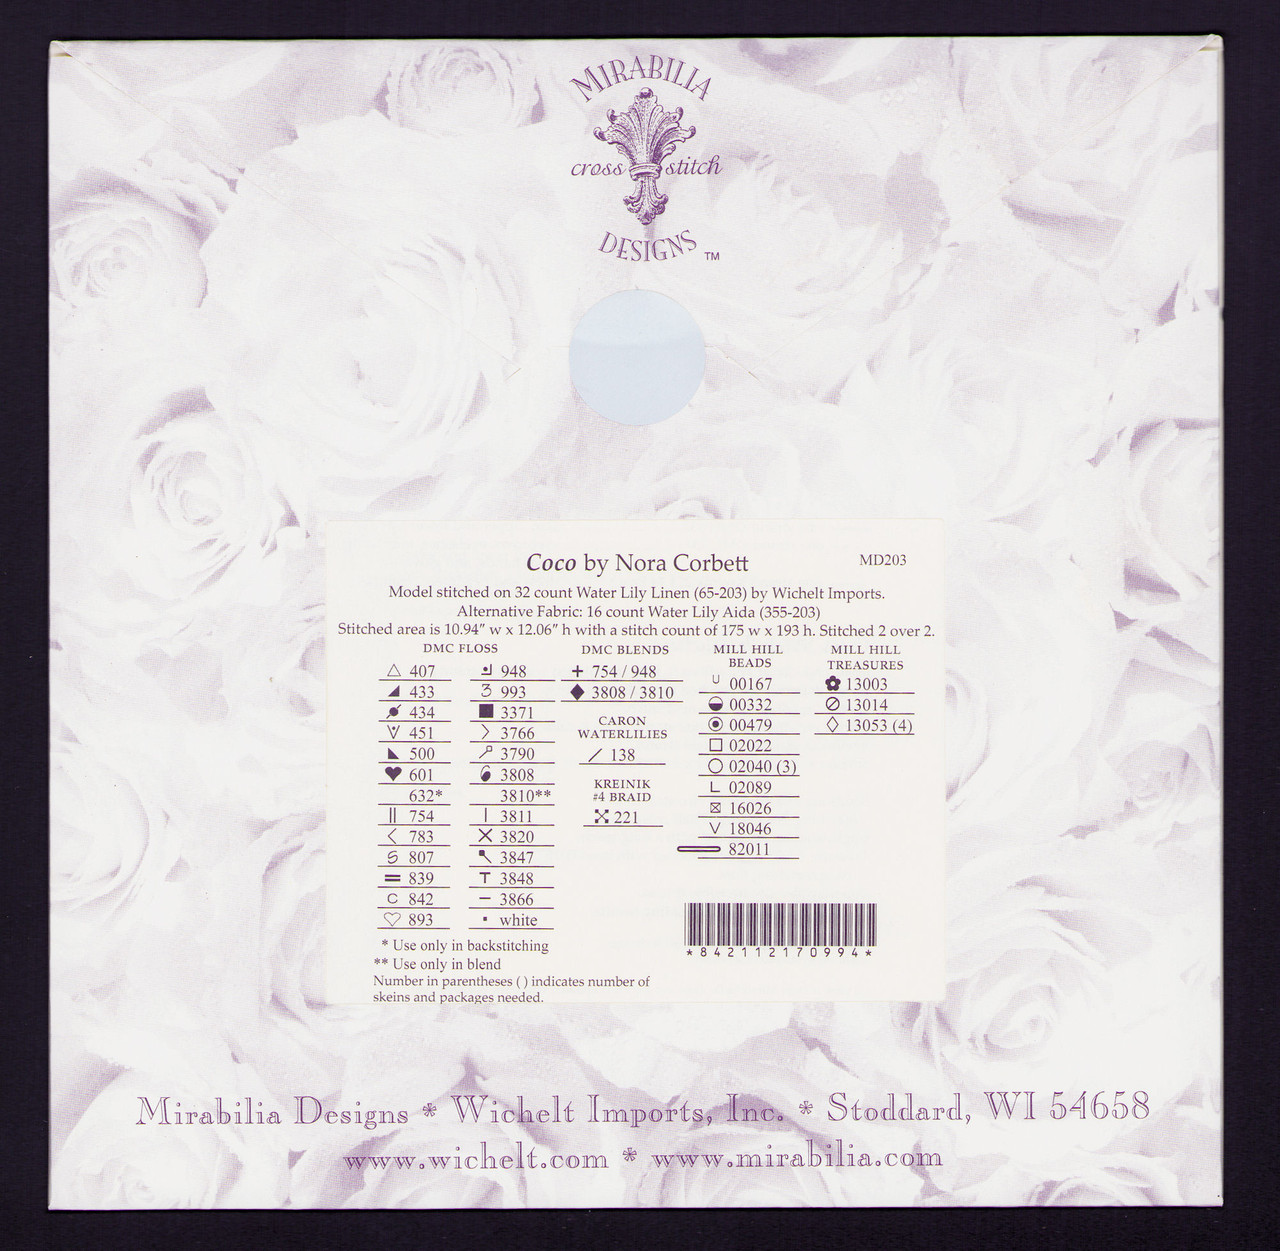 MIRABILIA
cross stitch
DESIGNS ™
Coco by Nora Corbett MD203
Model stitched on 32 count Water Lily Linen (65-203) by Wichelt Imports.
Alternative Fabric: 16 count Water Lily Aida (355-203)
Stitched area is 10.94" w x 12.06" h with a stitch count of 175 w x 193 h. Stitched 2 over 2.
DMC FLOSS
407
433
434
451
500
601
632*
754
783
807
839
842
893
948
993
3371
3766
3790
3808
3810**
3811
3820
3847
3848
3866
white
* Use only in backstitching
** Use only in blend
Number in parentheses ( ) indicates number of
skeins and packages needed.
DMC BLENDS
754 / 948
3808 / 3810
CARON
WATERLILIES
138
KREINIK
#4 BRAID
221
MILL HILL
BEADS
00167
00332
00479
02022
02040 (3)
02089
16026
18046
82011
MILL HILL
TREASURES
13003
13014
13053 (4)
*842112170994*
Mirabilia Designs * Wichelt Imports, Inc. * Stoddard, WI 54658
www.wichelt.com * www.mirabilia.com